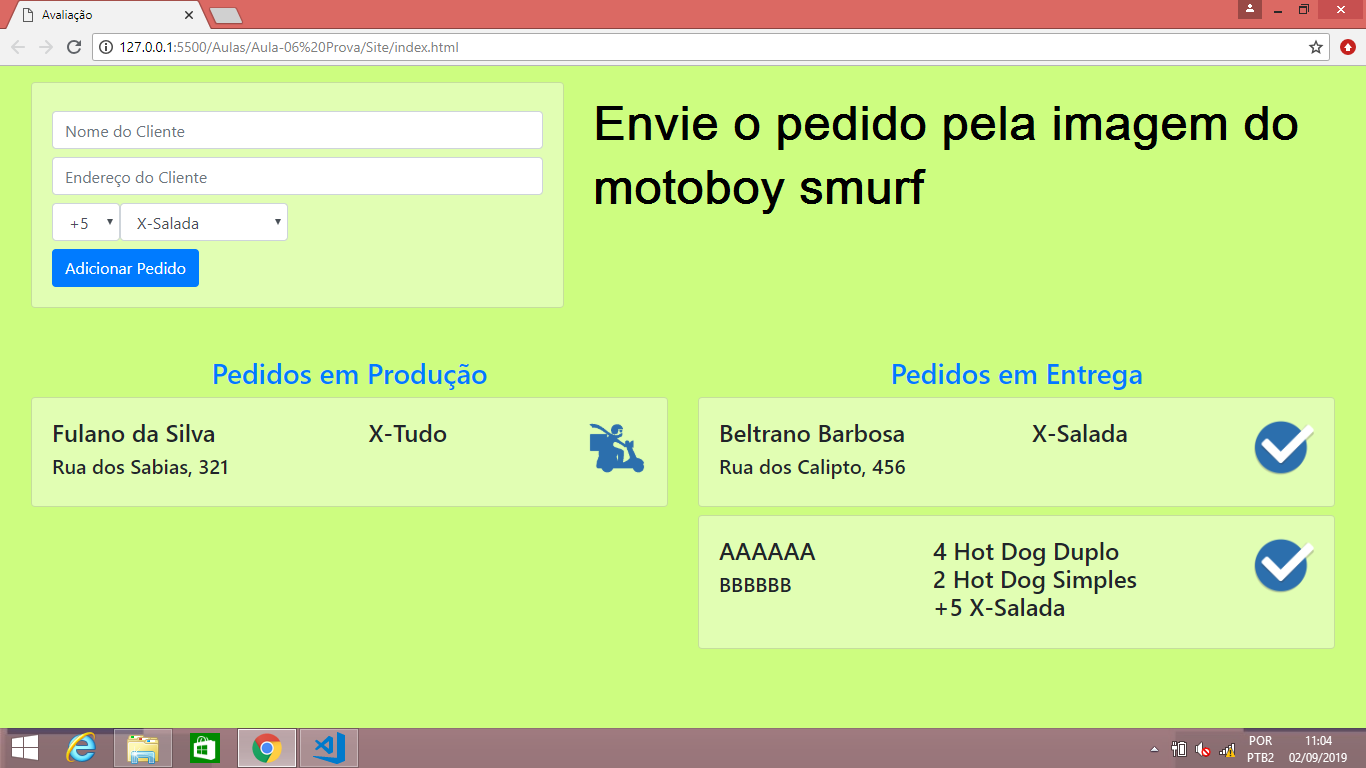 Avaliação
127.0.0.1:5500/Aulas/Aula-06%20Prova/Site/index.html
Nome do Cliente
Endereço do Cliente
+5 X-Salada
Adicionar Pedido
Envie o pedido pela imagem do
motoboy smurf
Pedidos em Produção
Fulano da Silva X-Tudo
Rua dos Sabias, 321
Pedidos em Entrega
Beltrano Barbosa X-Salada
Rua dos Calipto, 456
AAAAAA
BBBBBB
4 Hot Dog Duplo
2 Hot Dog Simples
+5 X-Salada
POR
PTB2
11:04
02/09/2019